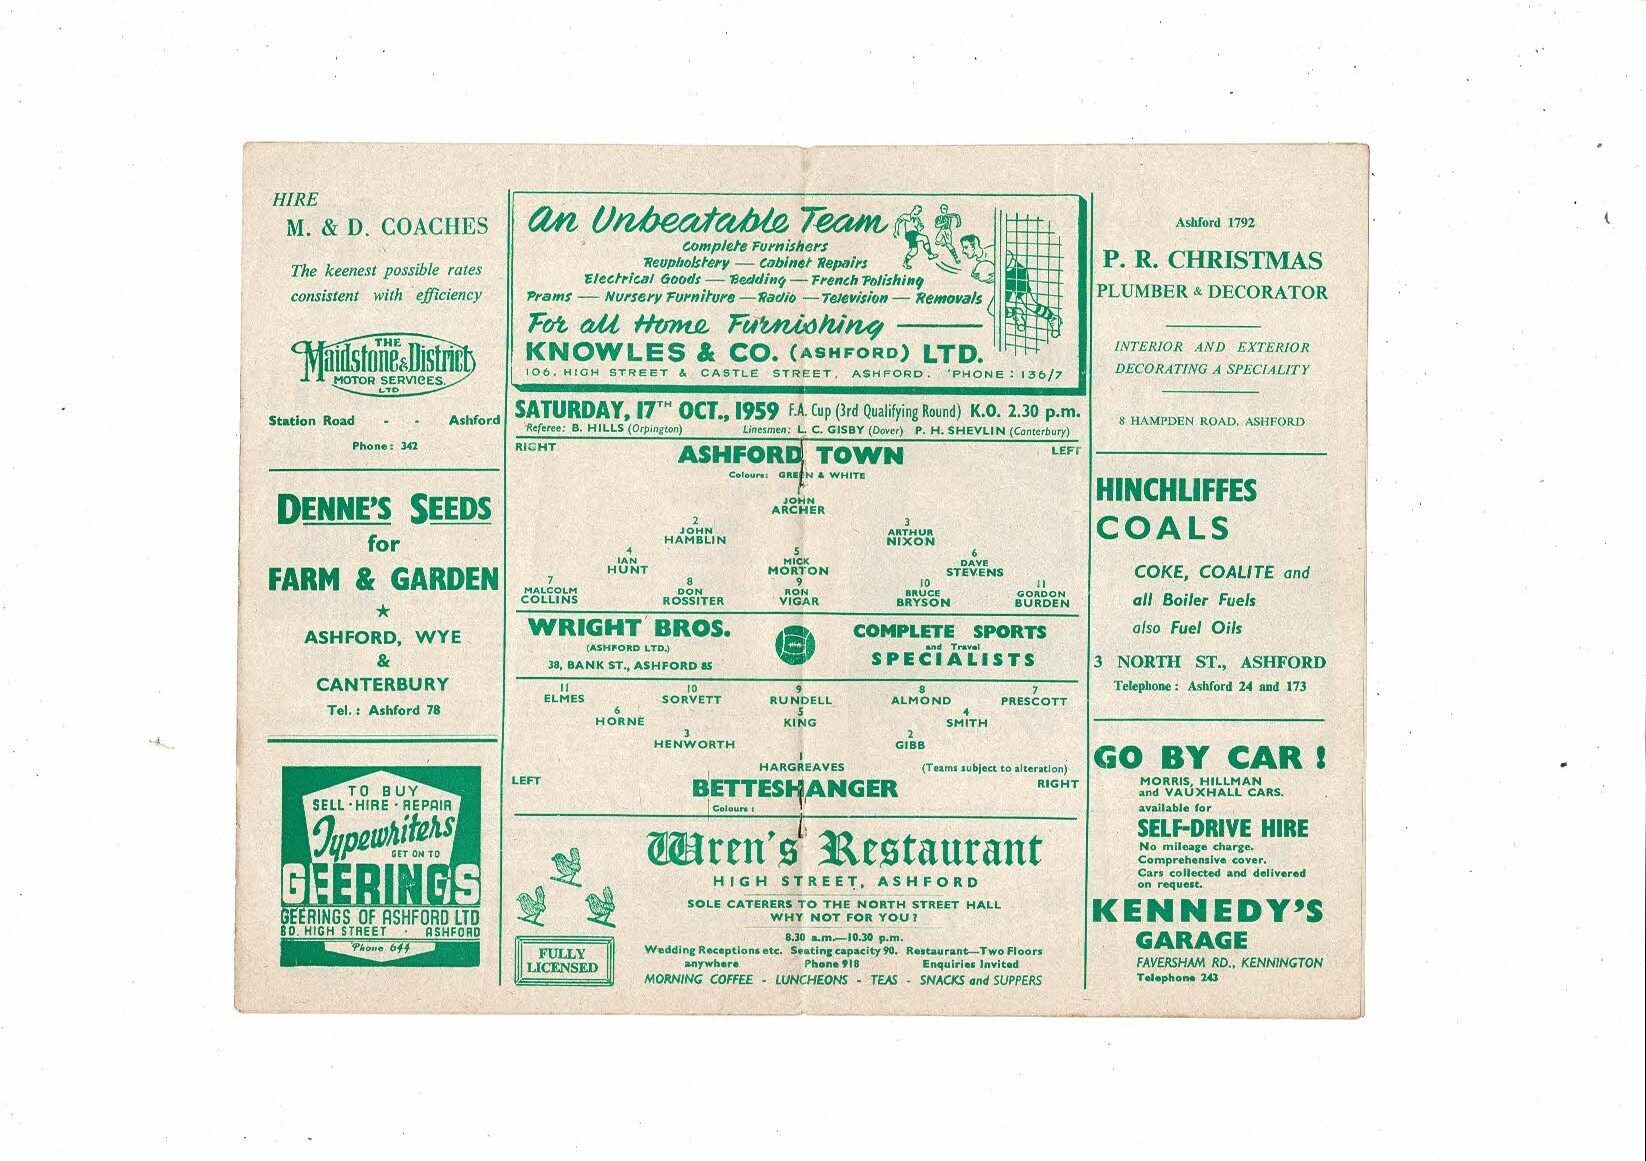 HIRE
M. & D. COACHES
The keenest possible rates
consistent with efficiency
THE
Maidstone & District
MOTOR SERVICES.
LTD
Station Road - - Ashford
Phone: 342
DENNE'S SEEDS
for
FARM & GARDEN
ASHFORD, WYE
&
CANTERBURY
Tel.: Ashford 78
TO BUY
SELL · HIRE · REPAIR
Typewriters
GET ON TO
GEERINGS
GEERINGS OF ASHFORD LTD
80. HIGH STREET · ASHFORD
Phone 644
An Unbeatable Team
Complete Furnishers
Reupholstery — Cabinet Repairs
Electrical Goods — Bedding — French Polishing
Prams — Nursery Furniture — Radio — Television — Removals
For all Home Furnishing
KNOWLES & CO. (ASHFORD) LTD.
106, HIGH STREET & CASTLE STREET, ASHFORD. 'PHONE: 136/7
SATURDAY, 17TH OCT., 1959 F.A. Cup (3rd Qualifying Round) K.O. 2.30 p.m.
Referee: B. HILLS (Orpington) Linesmen: L. C. GISBY (Dover) P. H. SHEVLIN (Canterbury)
RIGHT ASHFORD TOWN LEFT
Colours: GREEN & WHITE
1
JOHN
ARCHER
2 3
JOHN ARTHUR
HAMBLIN NIXON
4 5 6
IAN MICK DAVE
HUNT MORTON STEVENS
7 8 9 10 11
MALCOLM DON RON BRUCE GORDON
COLLINS ROSSITER VIGAR BRYSON BURDEN
WRIGHT BROS.
(ASHFORD LTD.)
38, BANK ST., ASHFORD 85
COMPLETE SPORTS
and Travel
SPECIALISTS
11 10 9 8 7
ELMES SORVETT RUNDELL ALMOND PRESCOTT
6 5 4
HORNE KING SMITH
3 2
HENWORTH GIBB
1
HARGREAVES (Teams subject to alteration)
LEFT BETTESHANGER RIGHT
Colours:
Wren's Restaurant
HIGH STREET, ASHFORD
SOLE CATERERS TO THE NORTH STREET HALL
WHY NOT FOR YOU?
8.30 a.m.—10.30 p.m.
Wedding Receptions etc. Seating capacity 90. Restaurant—Two Floors
anywhere Phone 918 Enquiries Invited
MORNING COFFEE - LUNCHEONS - TEAS - SNACKS and SUPPERS
FULLY
LICENSED
Ashford 1792
P. R. CHRISTMAS
PLUMBER & DECORATOR
INTERIOR AND EXTERIOR
DECORATING A SPECIALITY
8 HAMPDEN ROAD, ASHFORD
HINCHLIFFES
COALS
COKE, COALITE and
all Boiler Fuels
also Fuel Oils
3 NORTH ST., ASHFORD
Telephone: Ashford 24 and 173
GO BY CAR !
MORRIS, HILLMAN
and VAUXHALL CARS.
available for
SELF-DRIVE HIRE
No mileage charge.
Comprehensive cover.
Cars collected and delivered
on request.
KENNEDY'S
GARAGE
FAVERSHAM RD., KENNINGTON
Telephone 243